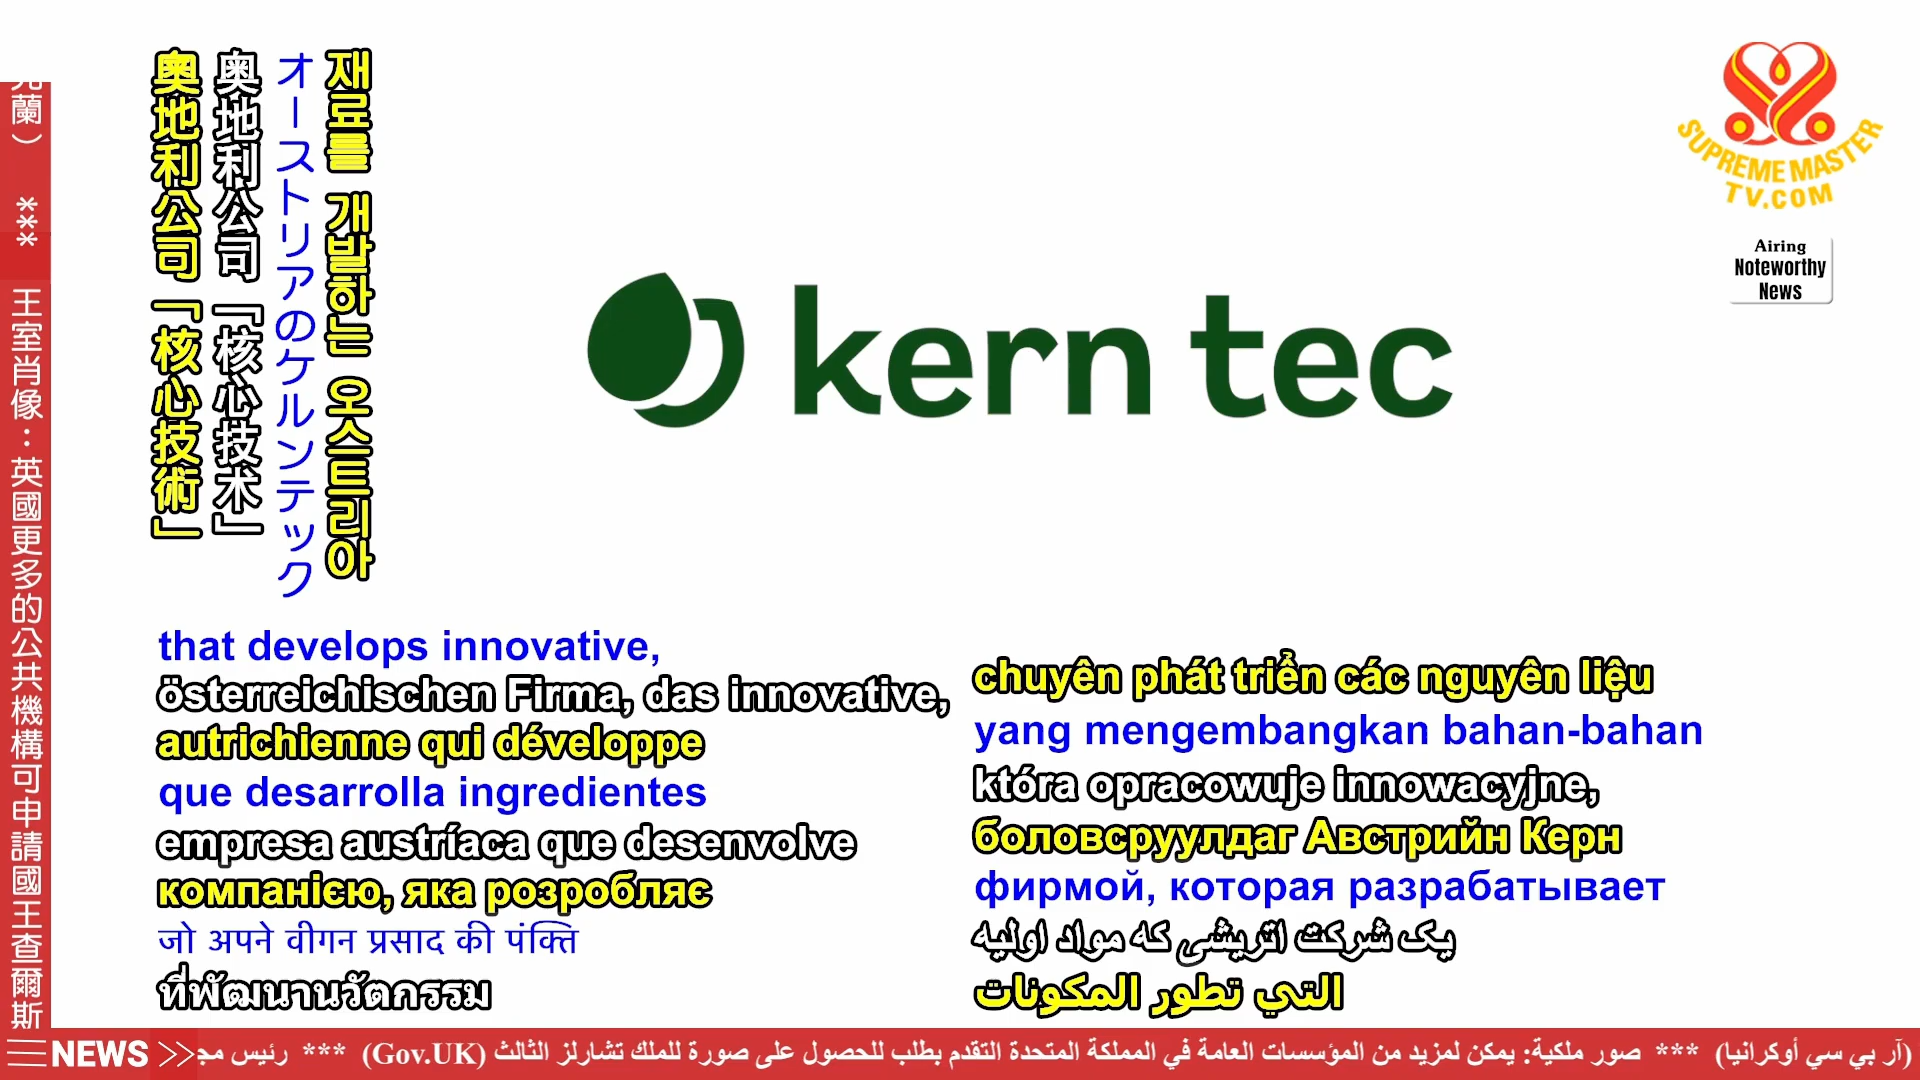 奧地利公司「核心技術」
奥地利公司「核心技术」
オーストリアのケルンテック
재료를 개발하는 오스트리아
kern tec
SUPREME MASTER
TV.COM
Airing
Noteworthy
News
that develops innovative,
österreichischen Firma, das innovative,
autrichienne qui développe
que desarrolla ingredientes
empresa austríaca que desenvolve
компанією, яка розробляє
जो अपने वीगन प्रसाद की पंक्ति
ที่พัฒนานวัตกรรม
chuyên phát triển các nguyên liệu
yang mengembangkan bahan-bahan
która opracowuje innowacyjne,
боловсруулдаг Австрийн Керн
фирмой, которая разрабатывает
یک شرکت اتریشی که مواد اولیه
التي تطور المكونات
蘭） *** 王室肖像：英國更多的公共機構可申請國王查爾斯
NEWS
(آر بي سي أوكرانيا) *** صور ملكية: يمكن لمزيد من المؤسسات العامة في المملكة المتحدة التقدم بطلب للحصول على صورة للملك تشارلز الثالث (Gov.UK) *** رئيس